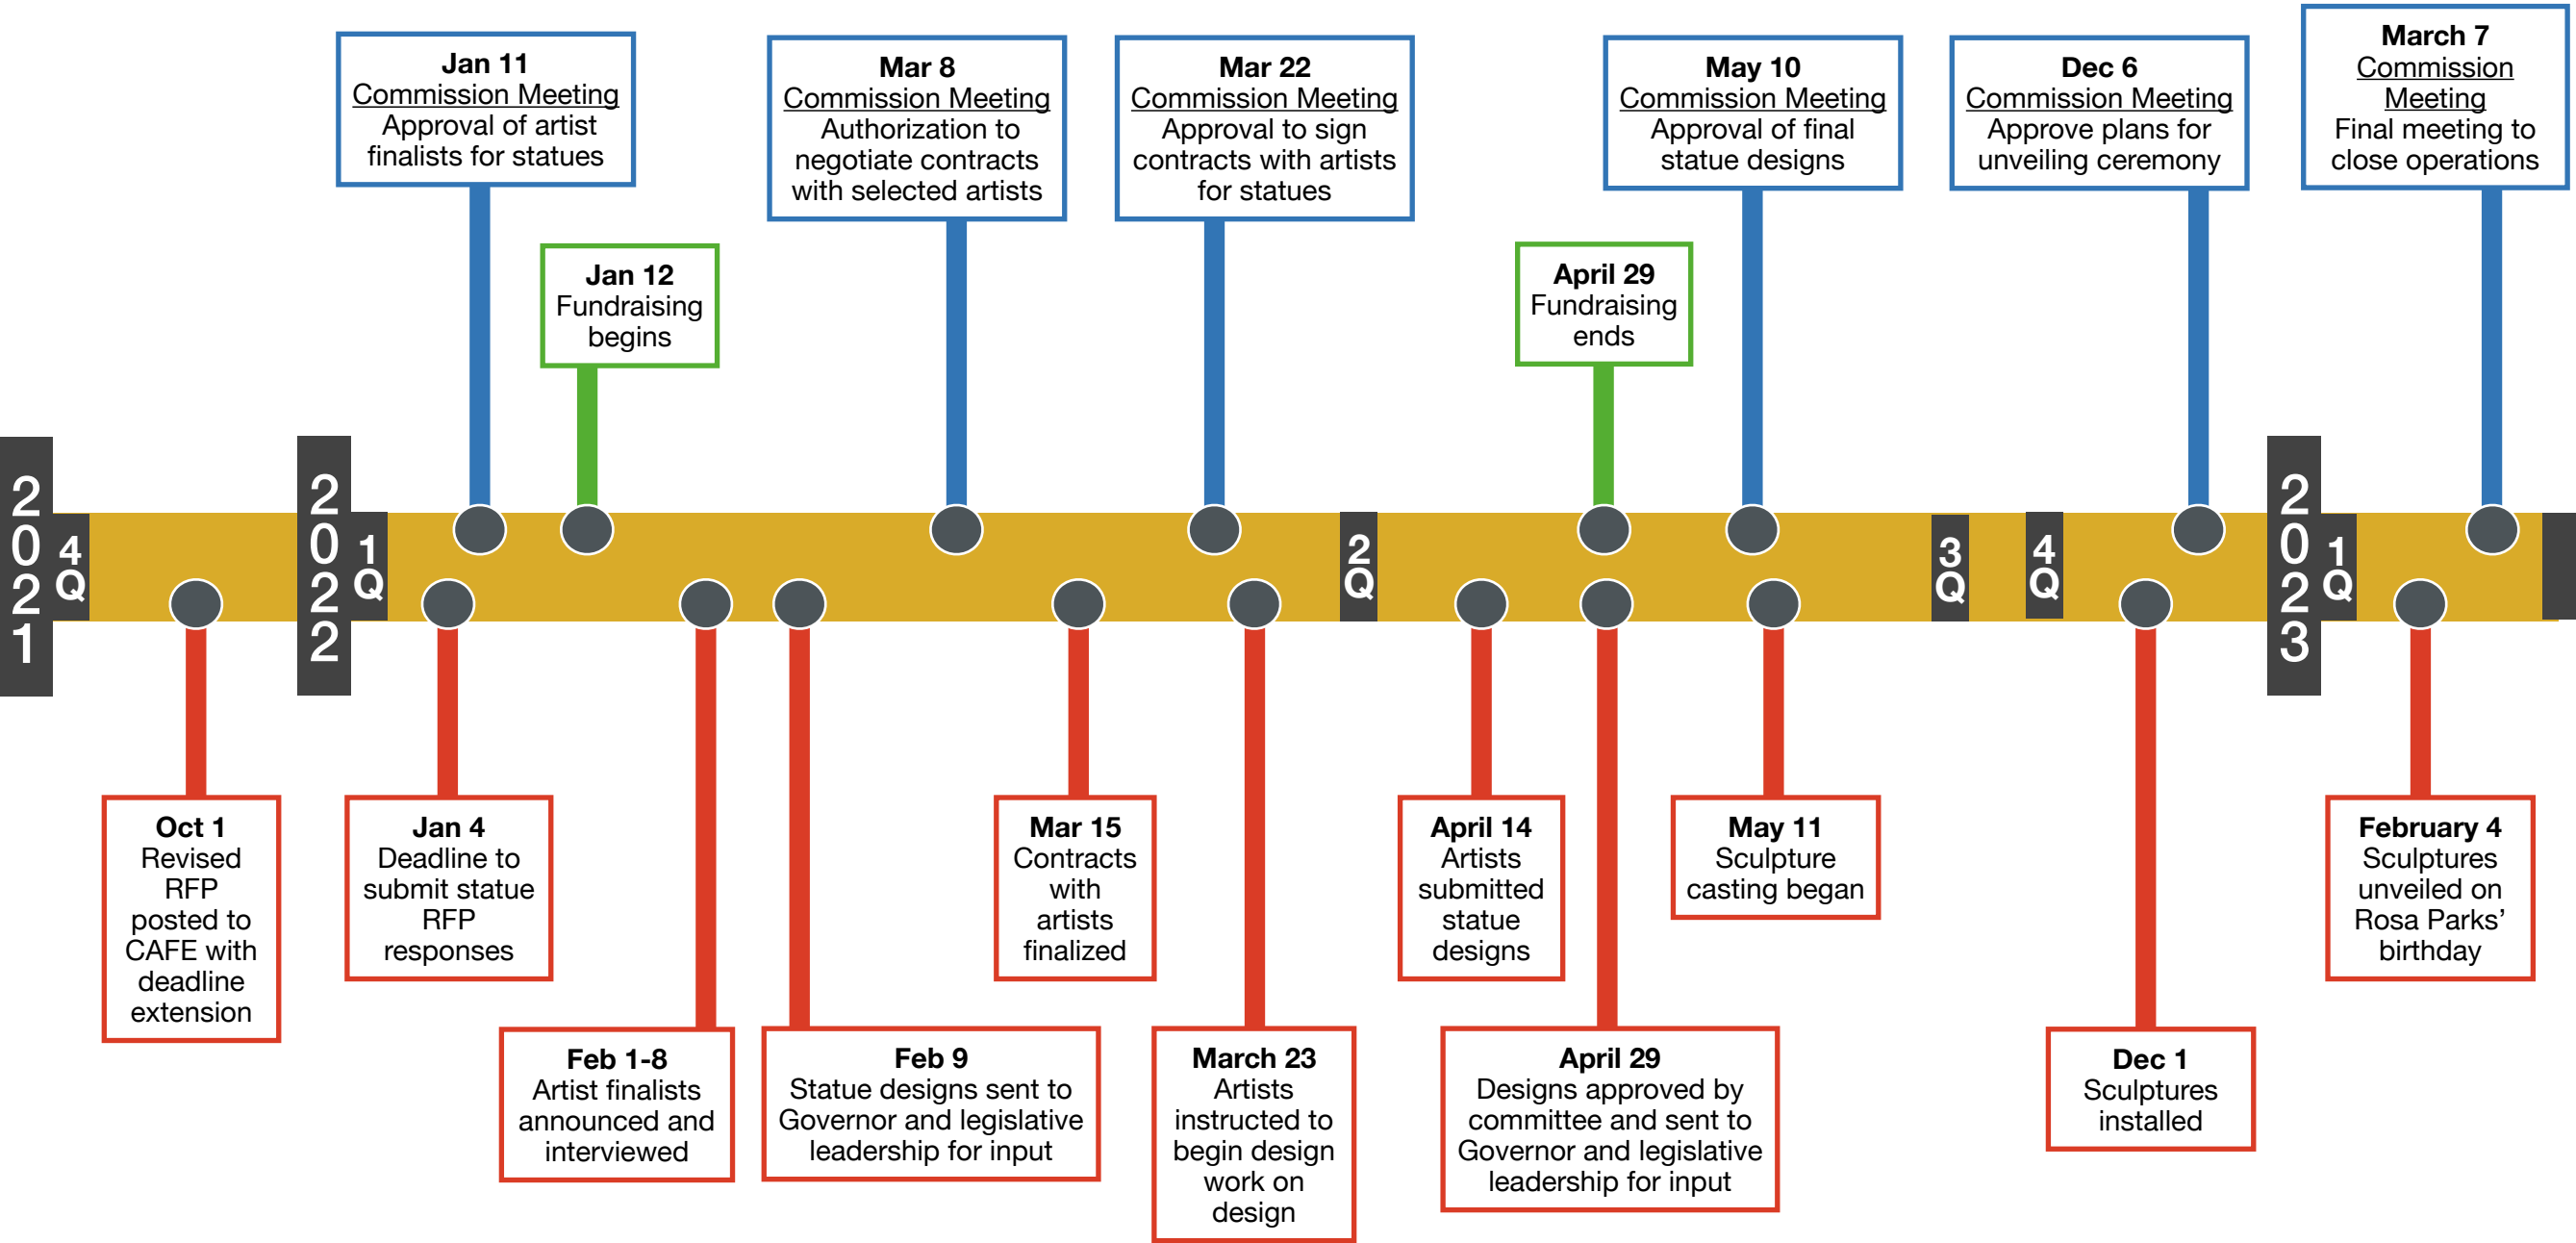 Jan 11
Commission Meeting
Approval of artist
finalists for statues
Mar 8
Commission Meeting
Authorization to
negotiate contracts
with selected artists
Mar 22
Commission Meeting
Approval to sign
contracts with artists
for statues
May 10
Commission Meeting
Approval of final
statue designs
Dec 6
Commission Meeting
Approve plans for
unveiling ceremony
March 7
Commission
Meeting
Final meeting to
close operations
Jan 12
Fundraising
begins
April 29
Fundraising
ends
2021
4Q
2022
1Q
2Q
3Q
4Q
2023
1Q
Oct 1
Revised
RFP
posted to
CAFE with
deadline
extension
Jan 4
Deadline to
submit statue
RFP
responses
Feb 1-8
Artist finalists
announced and
interviewed
Feb 9
Statue designs sent to
Governor and legislative
leadership for input
Mar 15
Contracts
with
artists
finalized
March 23
Artists
instructed to
begin design
work on
design
April 14
Artists
submitted
statue
designs
April 29
Designs approved by
committee and sent to
Governor and legislative
leadership for input
May 11
Sculpture
casting began
Dec 1
Sculptures
installed
February 4
Sculptures
unveiled on
Rosa Parks’
birthday